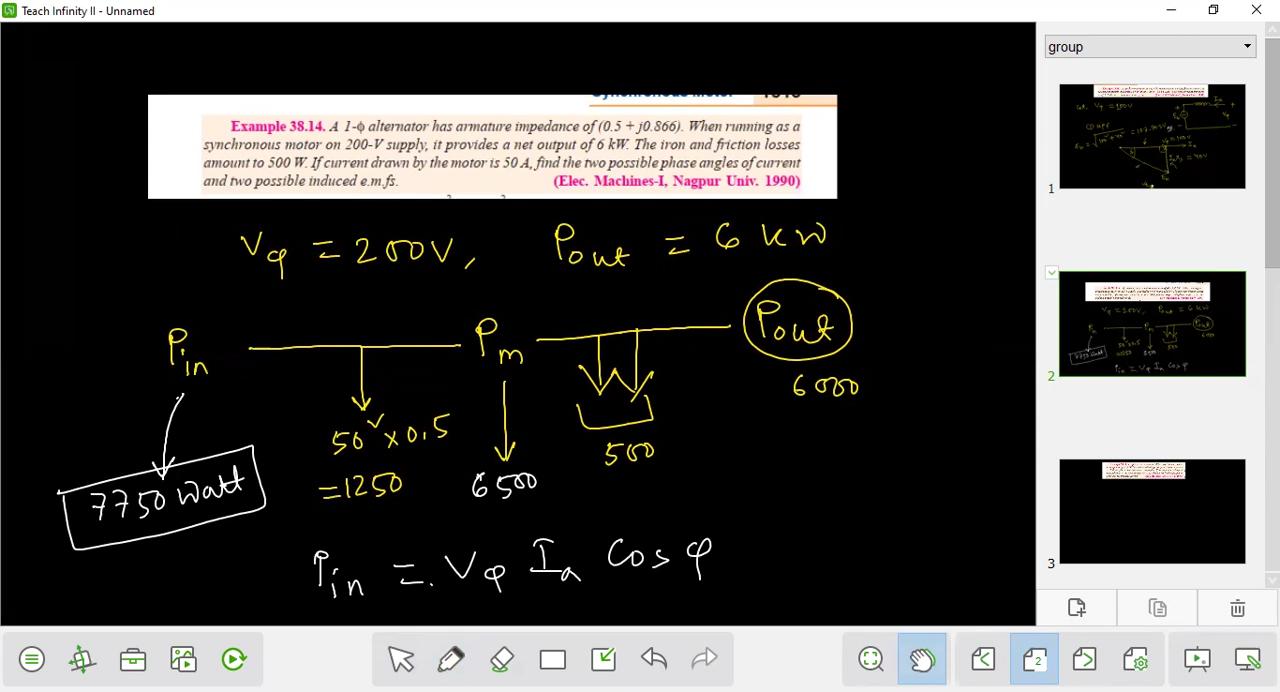 Teach Infinity II - Unnamed
group
Example 38.14. A 1-ϕ alternator has armature impedance of (0.5 + j0.866). When running as a
synchronous motor on 200-V supply, it provides a net output of 6 kW. The iron and friction losses
amount to 500 W. If current drawn by the motor is 50 A, find the two possible phase angles of current
and two possible induced e.m.fs. (Elec. Machines-I, Nagpur Univ. 1990)
Vφ = 200V, Pout = 6 kW
Pin Pm Pout
6000
50² × 0.5 500
= 1250 6500
7750 watt
Pin = Vφ Ia Cos φ
1
2
3
2